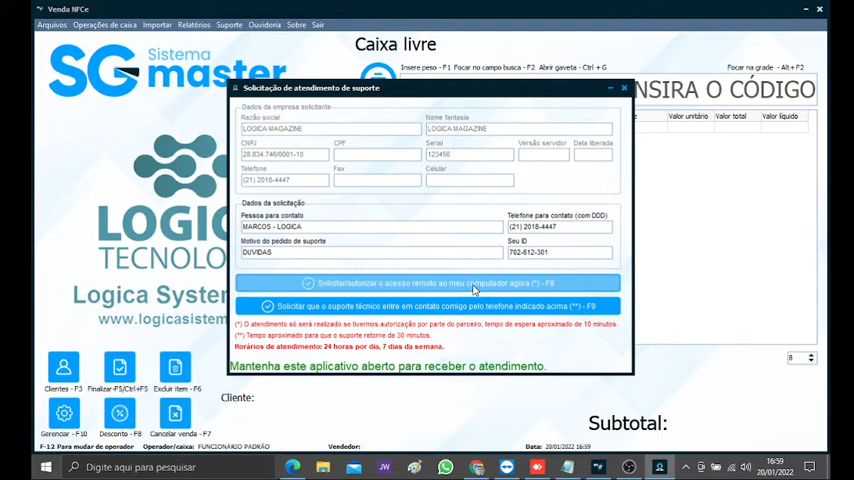 Venda NFCe
Arquivos Operações de caixa Importar Relatórios Suporte Ouvidoria Sobre Sair
Sistema
SG master
Caixa livre
Insere peso - F1 Focar no campo busca - F2 Abrir gaveta - Ctrl + G
Focar na grade - Alt+F2
NSIRA O CÓDIGO
Valor unitário Valor total Valor líquido
Solicitação de atendimento de suporte
Dados da empresa solicitante
Razão social Nome fantasia
LOGICA MAGAZINE LOGICA MAGAZINE
CNPJ CPF Serial Versão servidor Data liberada
28.834.746/0001-10 123456
Telefone Fax Celular
(21) 2018-4447
Dados da solicitação
Pessoa para contato Telefone para contato (com DDD)
MARCOS - LOGICA (21) 2018-4447
Motivo do pedido de suporte Seu ID
DUVIDAS 702-612-301
Solicitar/autorizar o acesso remoto ao meu computador agora (*) - F8
Solicitar que o suporte técnico entre em contato comigo pelo telefone indicado acima (**) - F9
(*) O atendimento só será realizado se tivermos autorização por parte do parceiro, tempo de espera aproximado de 10 minutos.
(**) Tempo aproximado para que o suporte retorne de 30 minutos.
Horários de atendimento: 24 horas por dia, 7 dias da semana.
Mantenha este aplicativo aberto para receber o atendimento.
LOGIC
TECNOLO
Logica System
www.logicasistem
8
Clientes - F3 Finalizar-F5/Ctrl+F5 Excluir item - F6
Cliente:
Gerenciar - F10 Desconto - F8 Cancelar venda - F7
Subtotal:
F-12 Para mudar de operador Operador/caixa: FUNCIONÁRIO PADRÃO Vendedor: Data: 20/01/2022 16:59
Digite aqui para pesquisar
JW
16:59
20/01/2022